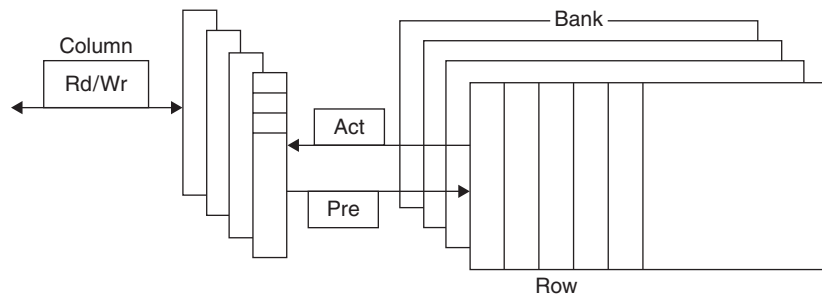 Column
Rd/Wr
Bank
Act
Pre
Row